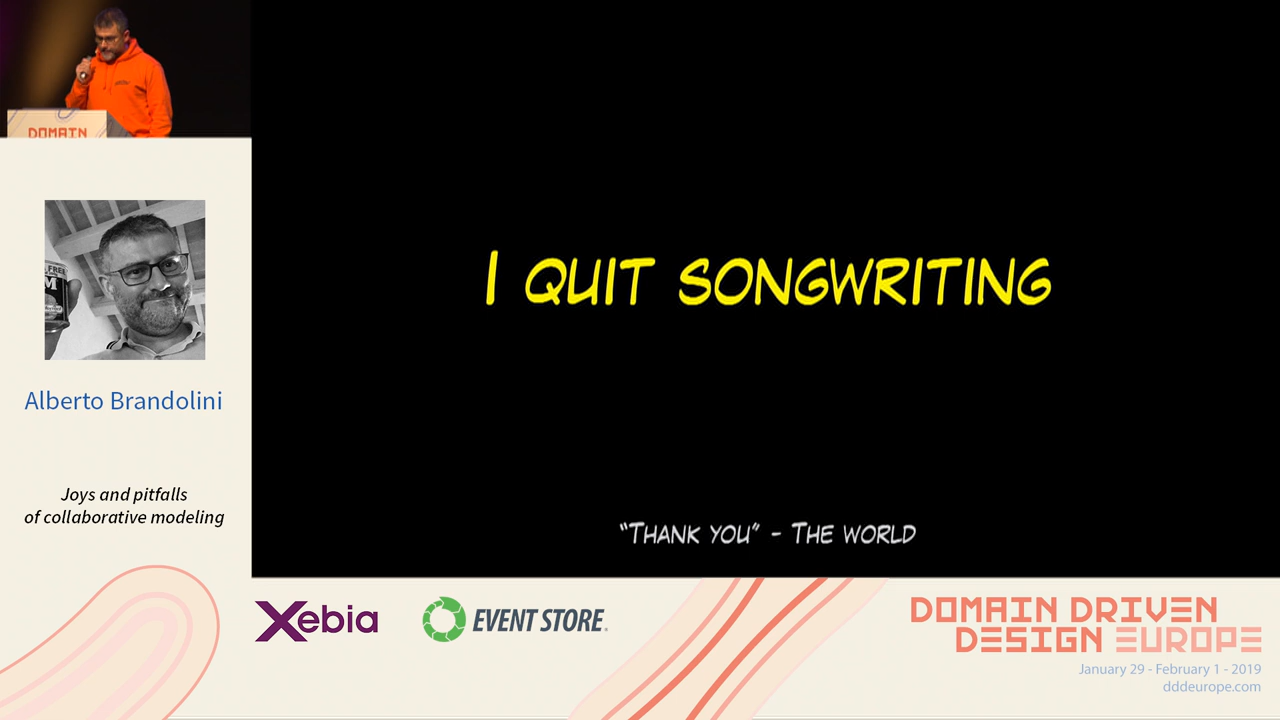 DOMAIN
FREE
M
Alberto Brandolini
Joys and pitfalls
of collaborative modeling
I QUIT SONGWRITING
“THANK YOU” - THE WORLD
Xebia
EVENT STORE
DOMAIN DRIVEN
DESIGN EUROPE
January 29 - February 1 - 2019
dddeurope.com